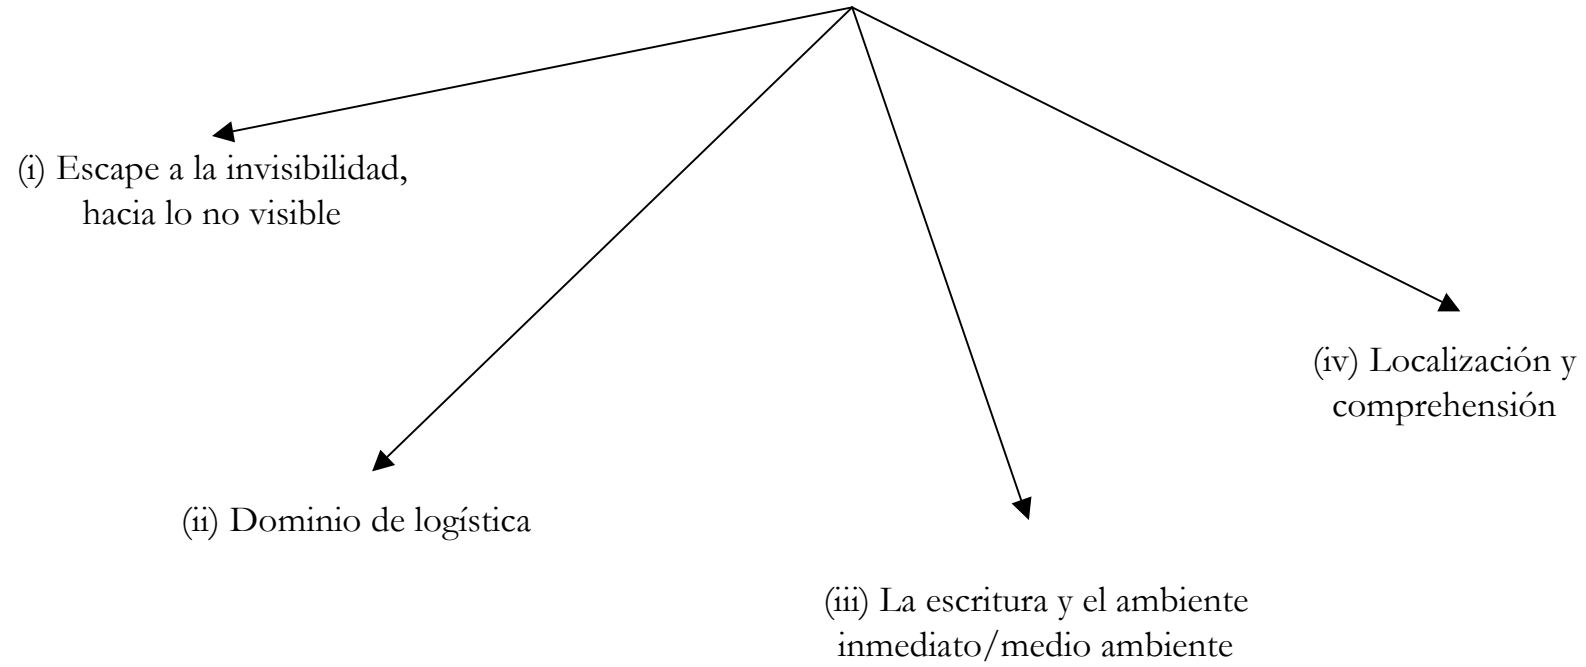 (i) Escape a la invisibilidad,
hacia lo no visible
(ii) Dominio de logística
(iii) La escritura y el ambiente
inmediato/medio ambiente
(iv) Localización y
comprehensión